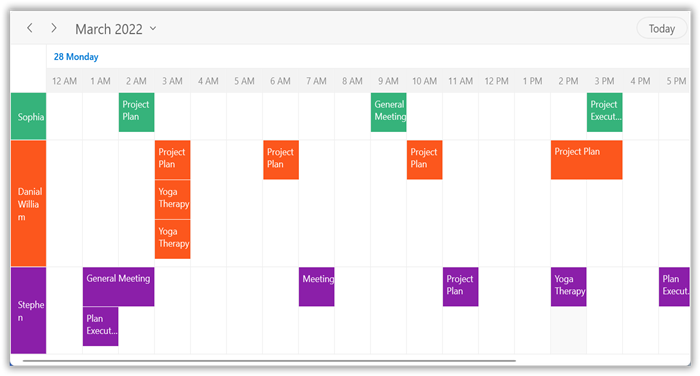 March 2022
Today
28 Monday
12 AM 1 AM 2 AM 3 AM 4 AM 5 AM 6 AM 7 AM 8 AM 9 AM 10 AM 11 AM 12 PM 1 PM 2 PM 3 PM 4 PM 5 PM
Sophia
Project
Plan
General
Meeting
Project
Execut...
Danial
Willia
m
Project
Plan
Yoga
Therapy
Yoga
Therapy
Project
Plan
Project
Plan
Project Plan
Stephe
n
General Meeting
Plan
Execut...
Meeting
Project
Plan
Yoga
Therapy
Plan
Execut..